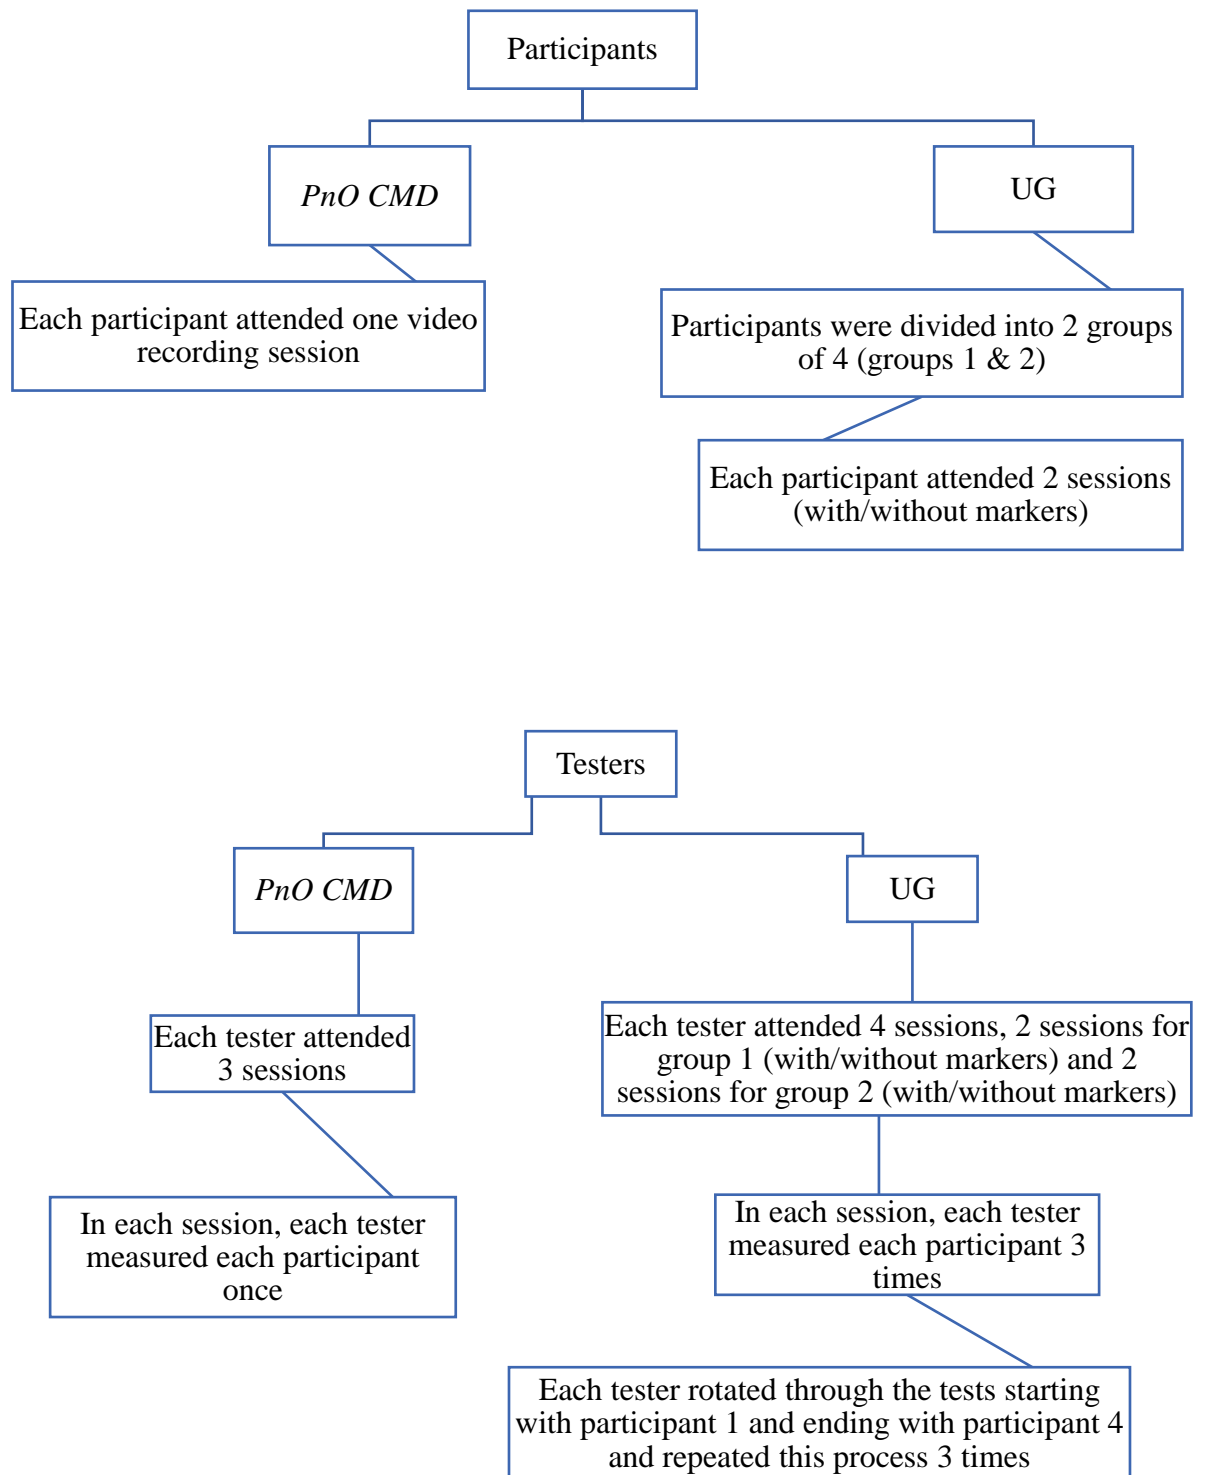 Participants
PnO CMD
UG
Each participant attended one video
recording session
Participants were divided into 2 groups
of 4 (groups 1 & 2)
Each participant attended 2 sessions
(with/without markers)
Testers
PnO CMD
UG
Each tester attended
3 sessions
Each tester attended 4 sessions, 2 sessions for
group 1 (with/without markers) and 2
sessions for group 2 (with/without markers)
In each session, each tester
measured each participant
once
In each session, each tester
measured each participant 3
times
Each tester rotated through the tests starting
with participant 1 and ending with participant 4
and repeated this process 3 times